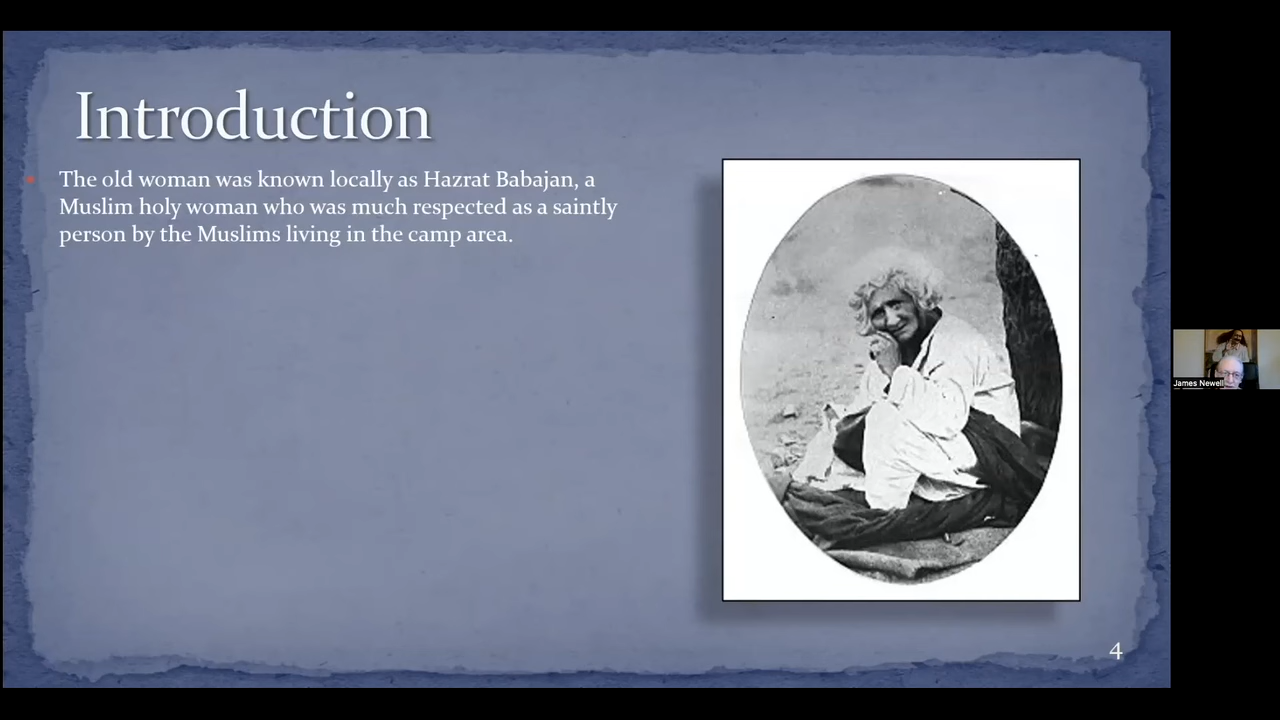 Introduction
The old woman was known locally as Hazrat Babajan, a
Muslim holy woman who was much respected as a saintly
person by the Muslims living in the camp area.
James Newell
4